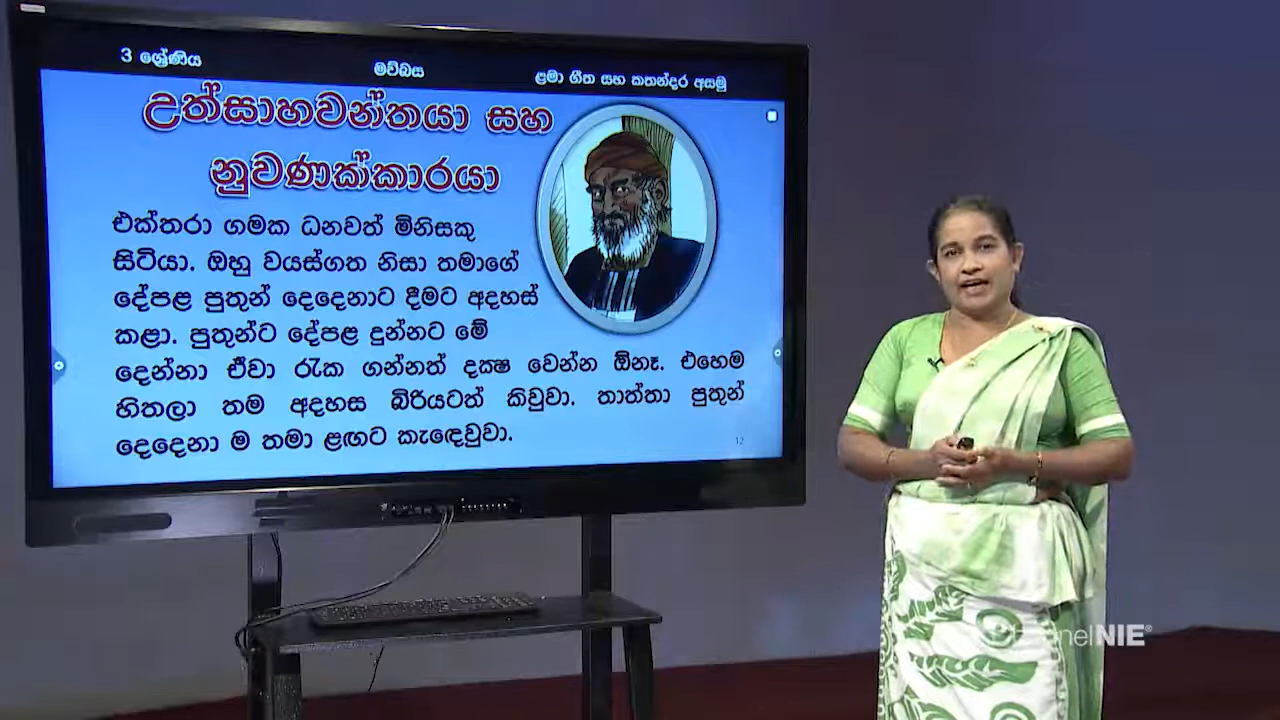 3 ශ්‍රේණිය
මව්බස
ළමා ගීත සහ කතන්දර අසමු
උත්සාහවන්තයා සහ
නුවණක්කාරයා
එක්තරා ගමක ධනවත් මිනිසකු
සිටියා. ඔහු වයස්ගත නිසා තමාගේ
දේපළ පුතුන් දෙදෙනාට දීමට අදහස්
කළා. පුතුන්ට දේපළ දුන්නට මේ
දෙන්නා ඒවා රැක ගන්නත් දක්‍ෂ වෙන්න ඕනෑ. එහෙම
හිතලා තම අදහස බිරියටත් කිවුවා. තාත්තා පුතුන්
දෙදෙනා ම තමා ළඟට කැඳෙවුවා.
12
channelNIE